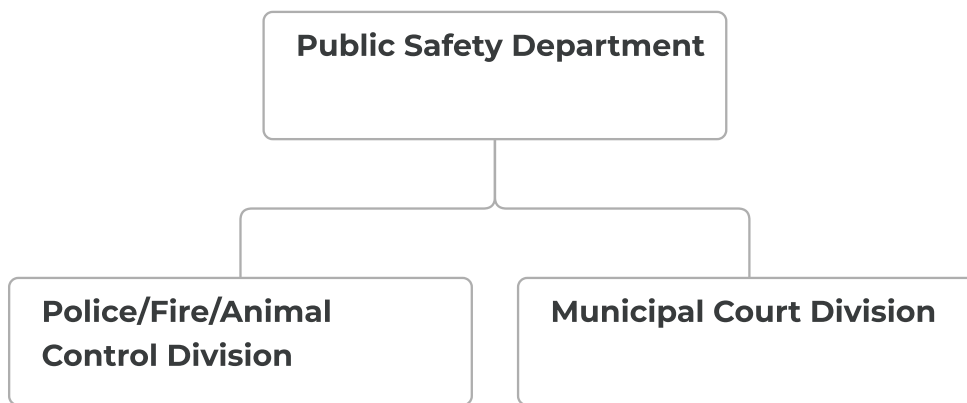 Public Safety Department
Police/Fire/Animal
Control Division
Municipal Court Division